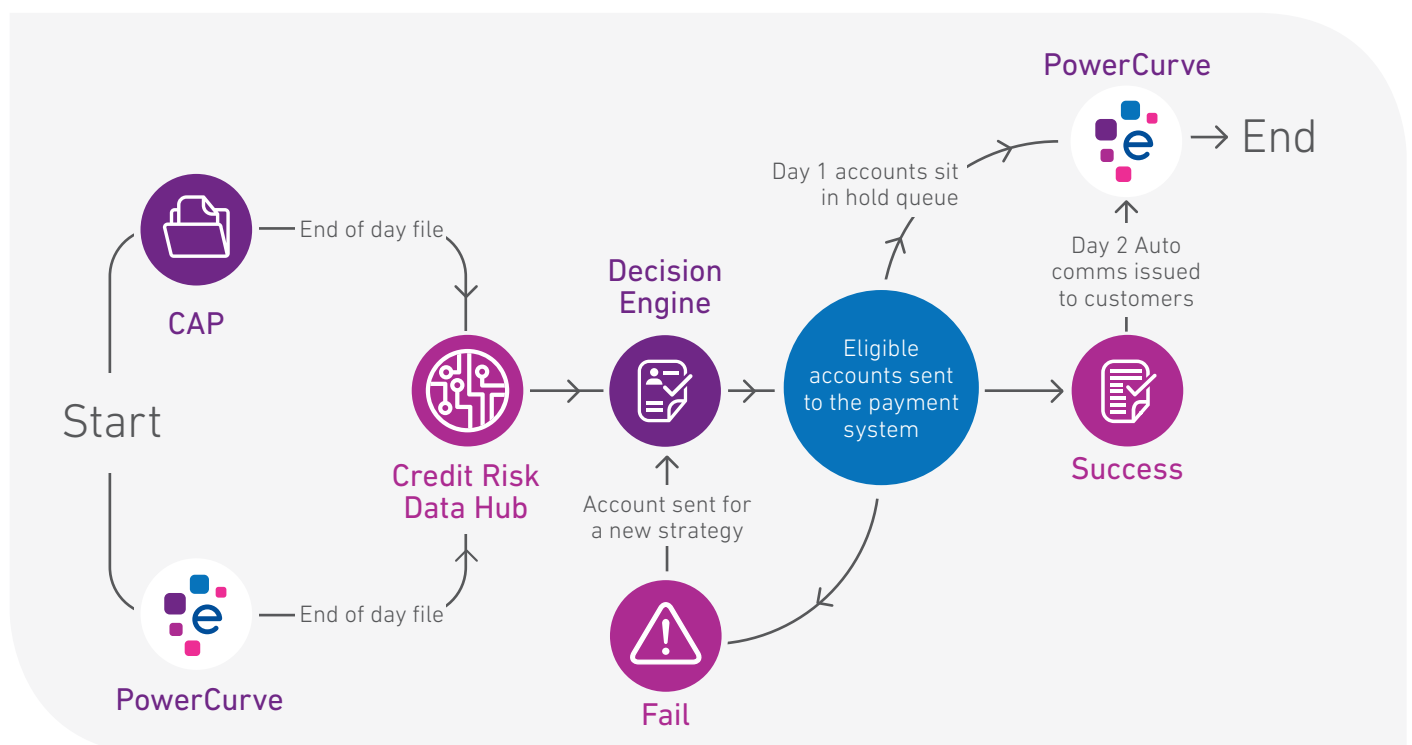 PowerCurve
e
End
Day 1 accounts sit
in hold queue
End of day file
CAP
Decision
Engine
Day 2 Auto
comms issued
to customers
Eligible
accounts sent
to the payment
system
Start
Credit Risk
Data Hub
Success
Account sent for
a new strategy
End of day file
e
PowerCurve
Fail